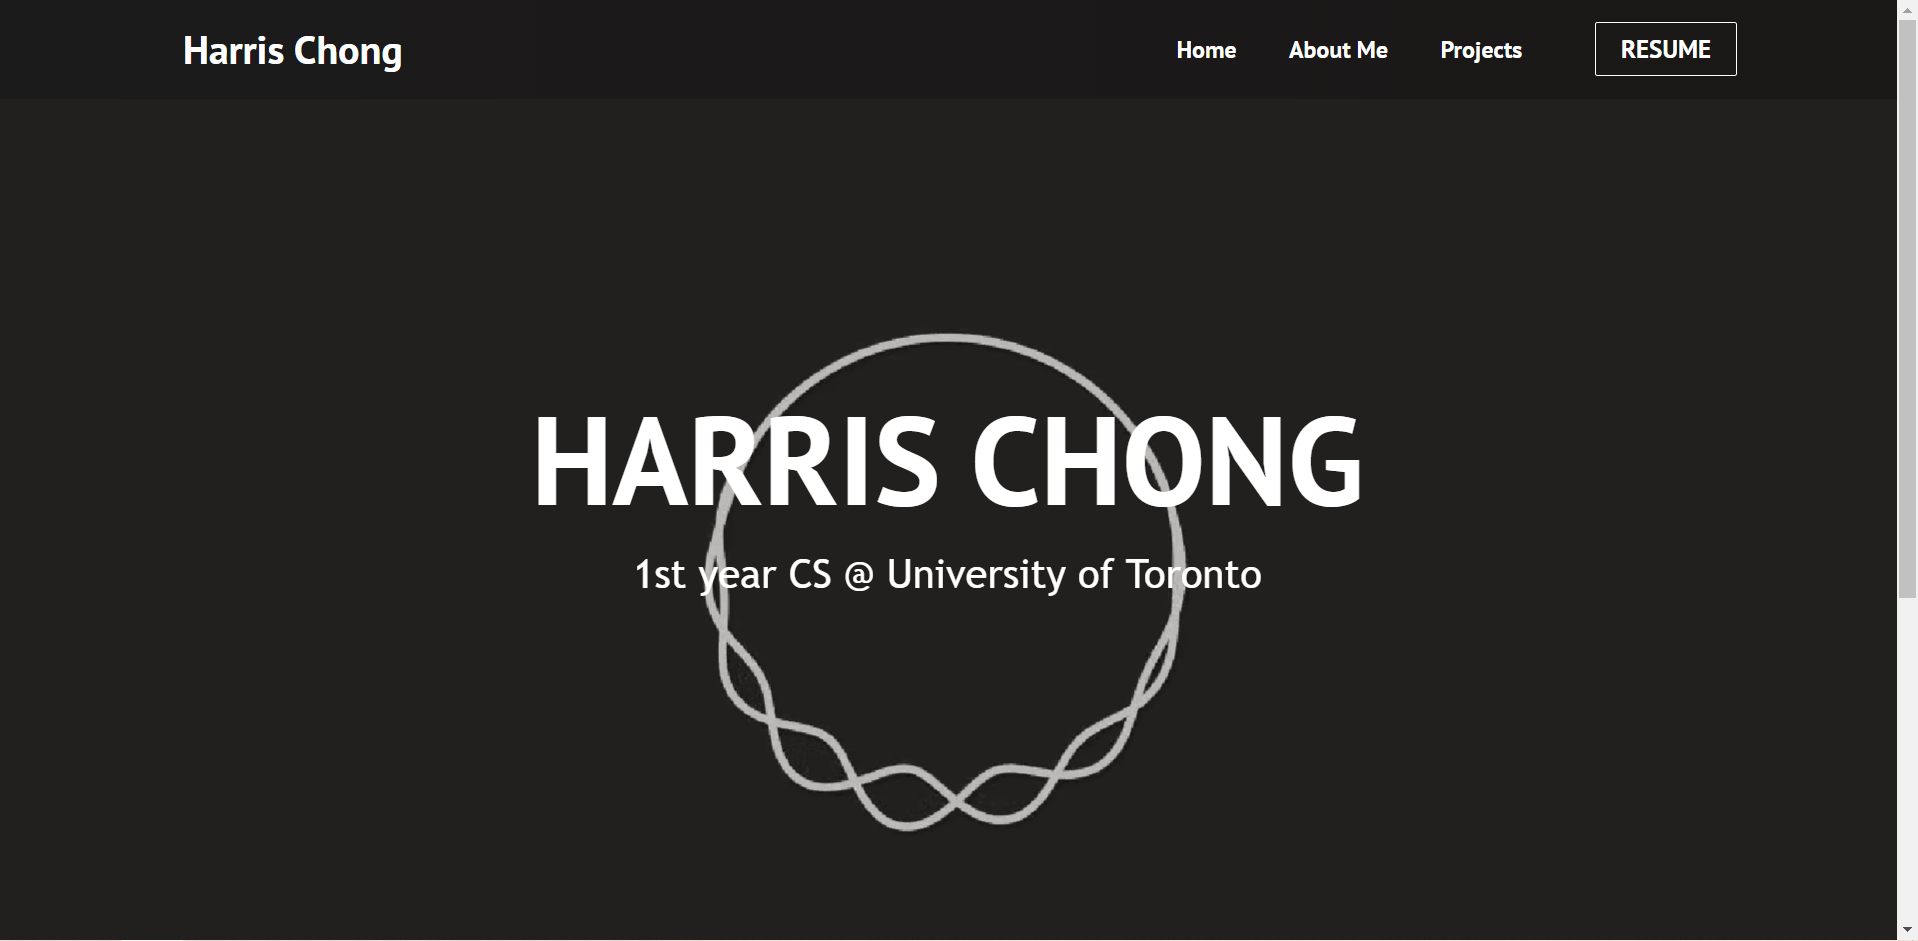 Harris Chong
Home
About Me
Projects
RESUME
HARRIS CHONG
1st year CS @ University of Toronto